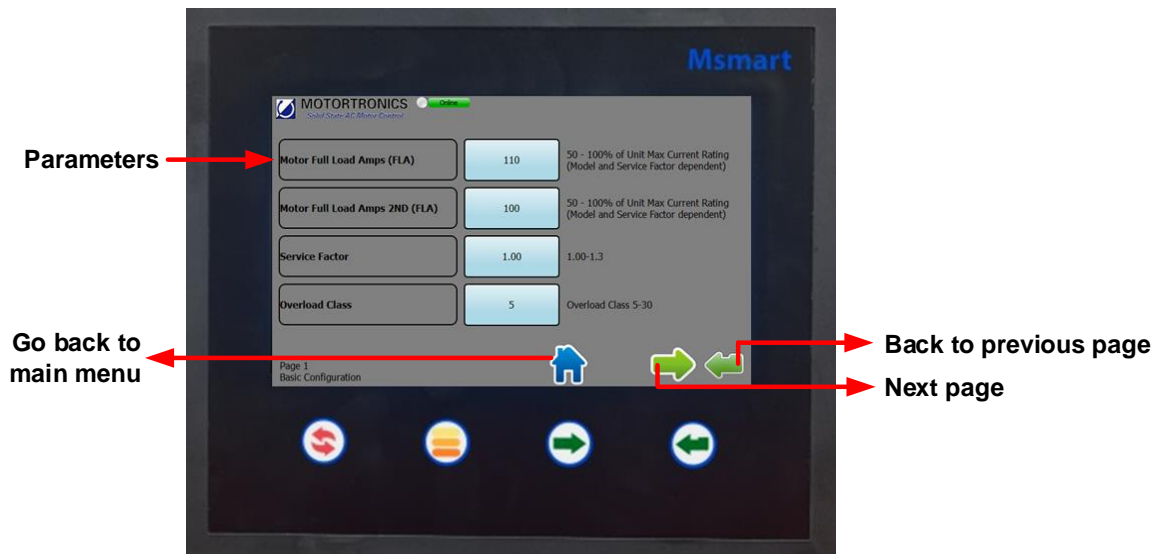 Msmart
MOTORTRONICS
Online
Solid State AC Motor Control
Parameters
Motor Full Load Amps (FLA)
110
50 - 100% of Unit Max Current Rating
(Model and Service Factor dependent)
Motor Full Load Amps 2ND (FLA)
100
50 - 100% of Unit Max Current Rating
(Model and Service Factor dependent)
Service Factor
1.00
1.00-1.3
Overload Class
5
Overload Class 5-30
Go back to
main menu
Page 1
Basic Configuration
Back to previous page
Next page